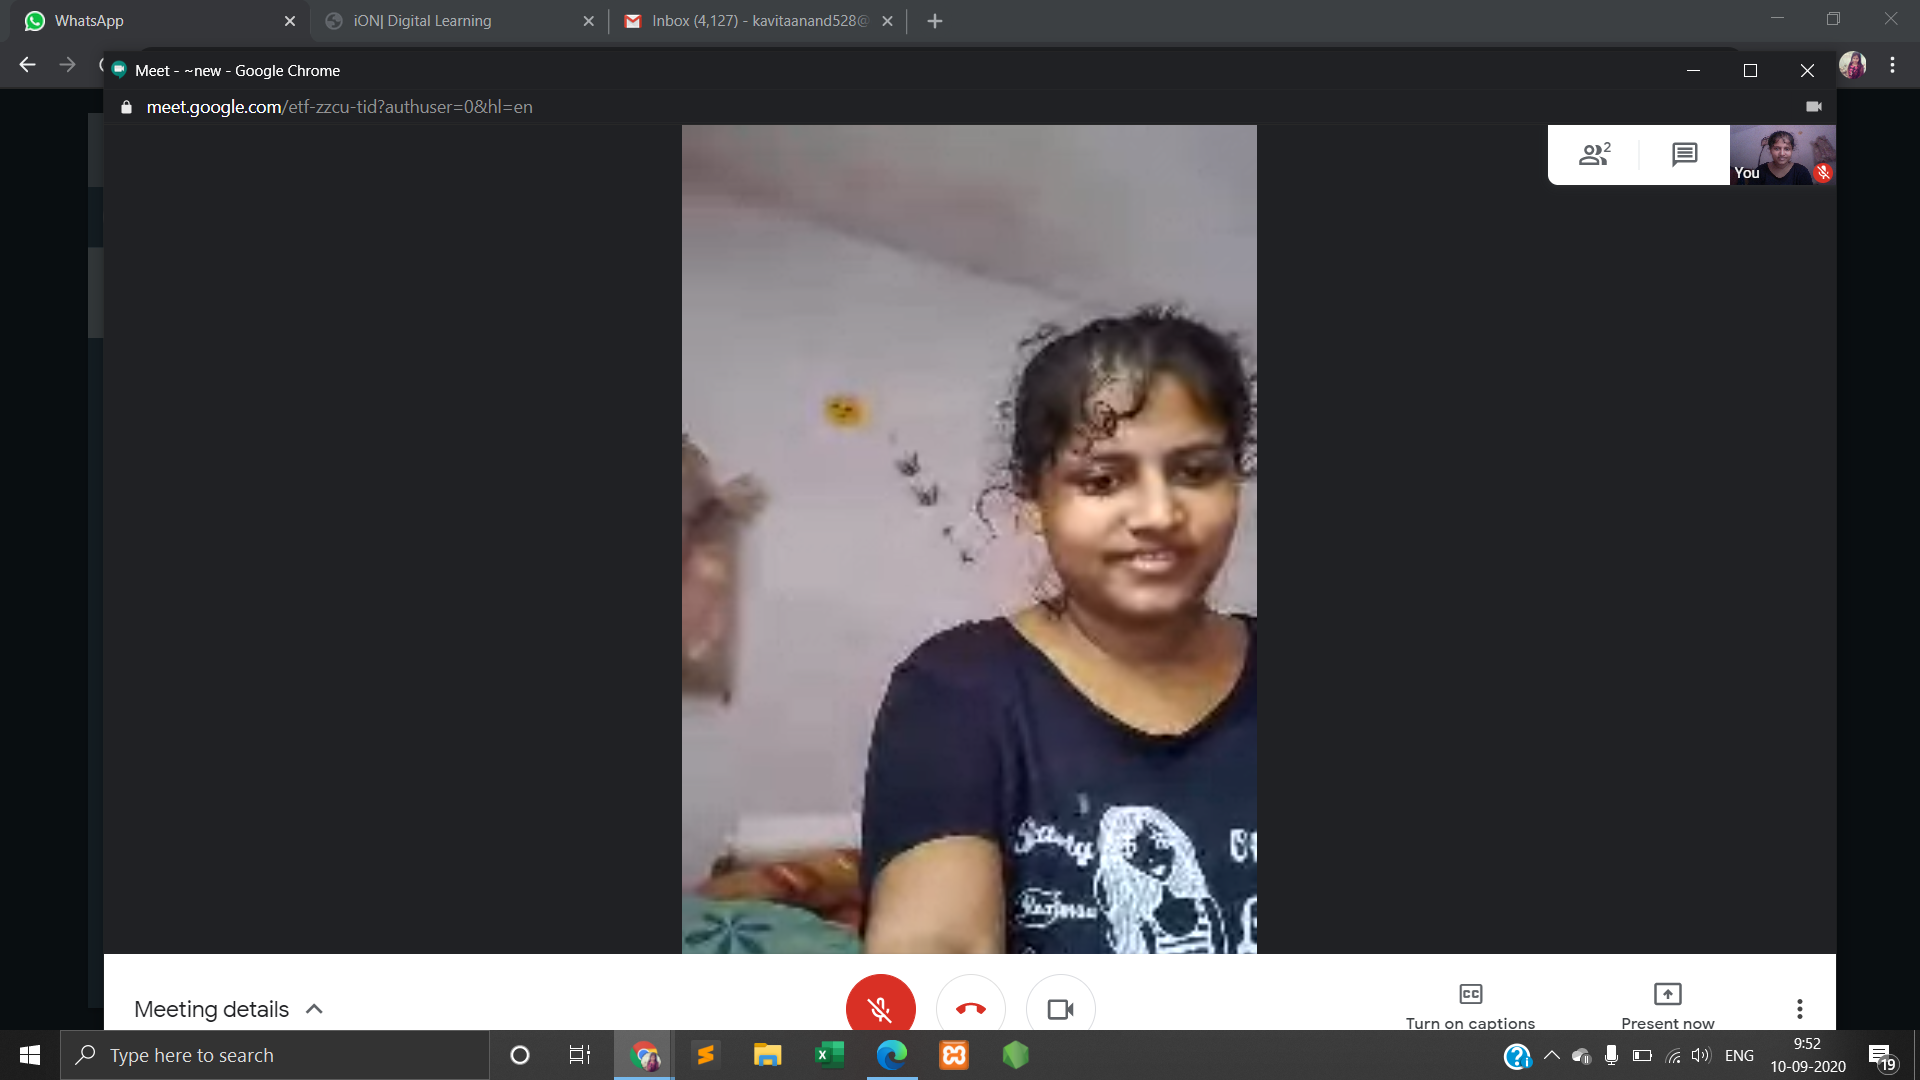 WhatsApp
iON| Digital Learning
Inbox (4,127) - kavitaanand528@
Meet - ~new - Google Chrome
meet.google.com/etf-zzcu-tid?authuser=0&hl=en
2
You
Meeting details
Turn on captions
Present now
Type here to search
ENG
9:52
10-09-2020
19